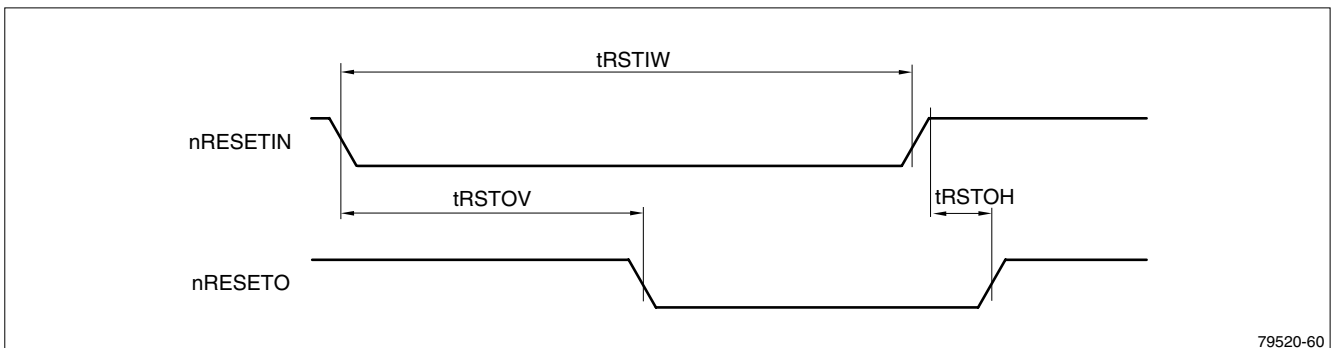 tRSTIW
nRESETIN
tRSTOV
tRSTOH
nRESETO
79520-60